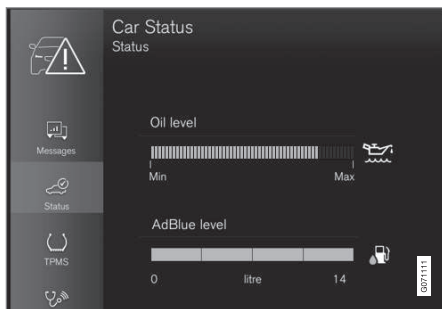 Car Status
Status
Messages
Status
TPMS
Oil level
Min Max
AdBlue level
0 litre 14
G071111